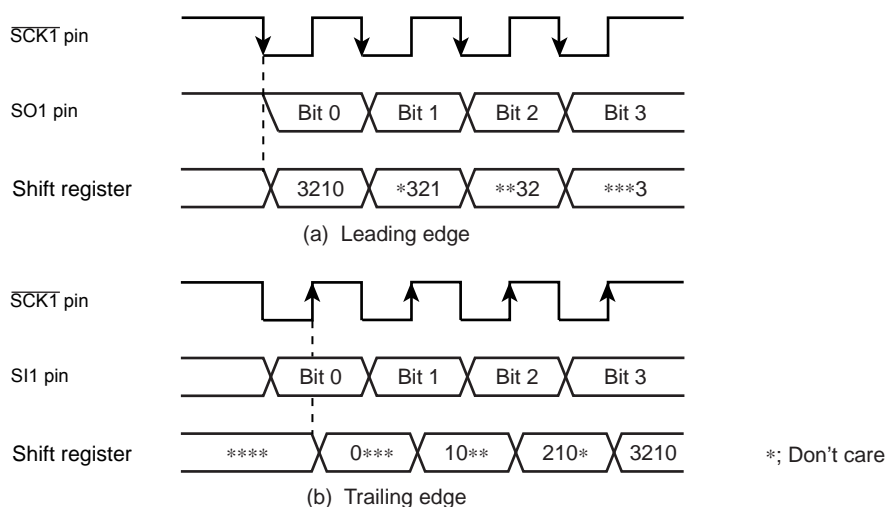 SCK1 pin
SO1 pin Bit 0 Bit 1 Bit 2 Bit 3
Shift register 3210 *321 **32 ***3
(a) Leading edge
SCK1 pin
SI1 pin Bit 0 Bit 1 Bit 2 Bit 3
Shift register **** 0*** 10** 210* 3210 *; Don't care
(b) Trailing edge